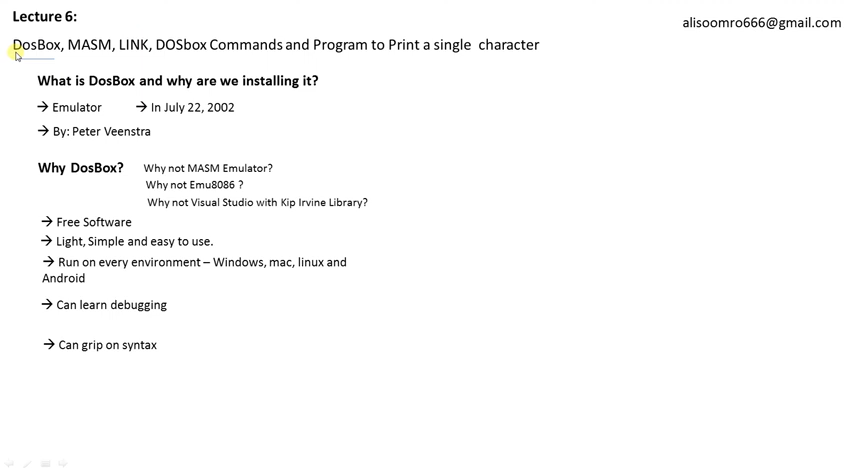 Lecture 6:
alisoomro666@gmail.com
DosBox, MASM, LINK, DOSbox Commands and Program to Print a single character
What is DosBox and why are we installing it?
→ Emulator → In July 22, 2002
→ By: Peter Veenstra
Why DosBox? Why not MASM Emulator?
Why not Emu8086 ?
Why not Visual Studio with Kip Irvine Library?
→ Free Software
→ Light, Simple and easy to use.
→ Run on every environment – Windows, mac, linux and
Android
→ Can learn debugging
→ Can grip on syntax